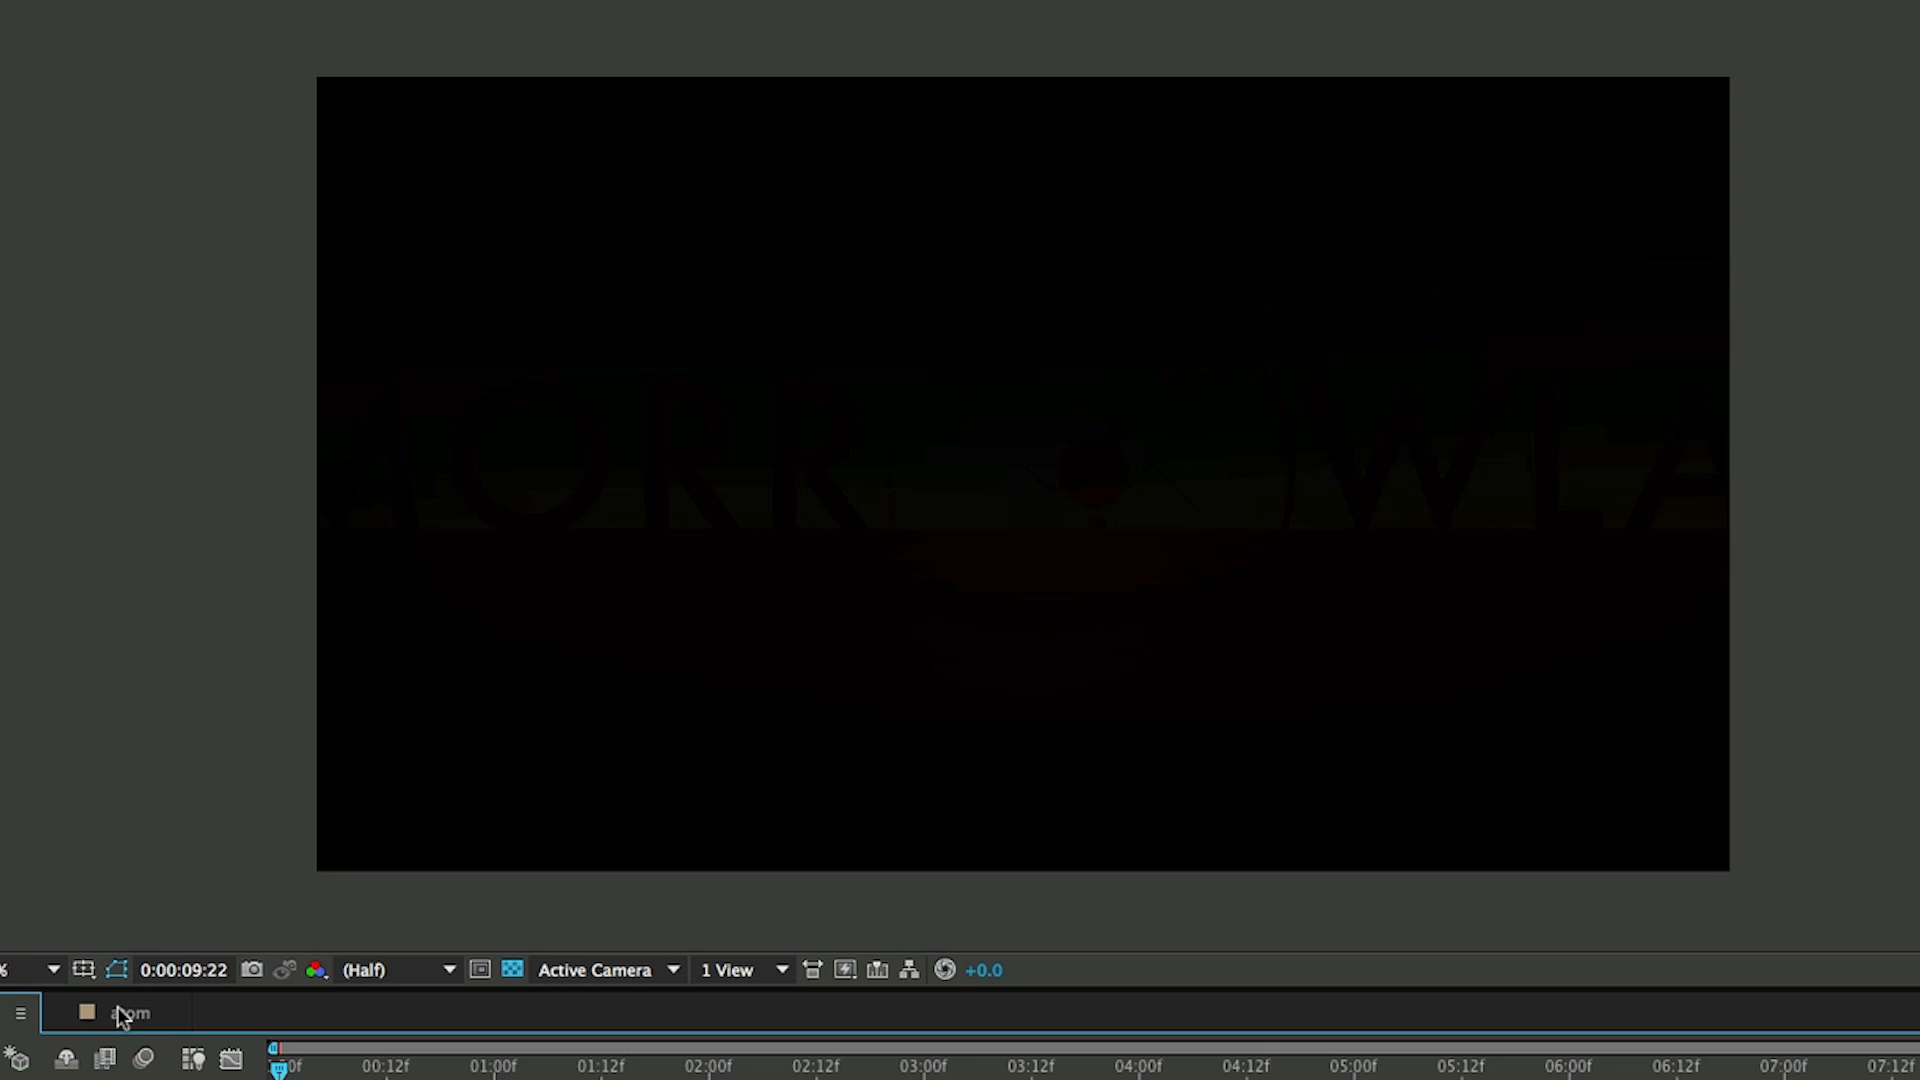 MORR WLA
% 0:00:09:22 (Half) Active Camera 1 View +0.0
00:12f 01:00f 01:12f 02:00f 02:12f 03:00f 03:12f 04:00f 04:12f 05:00f 05:12f 06:00f 06:12f 07:00f 07:12f